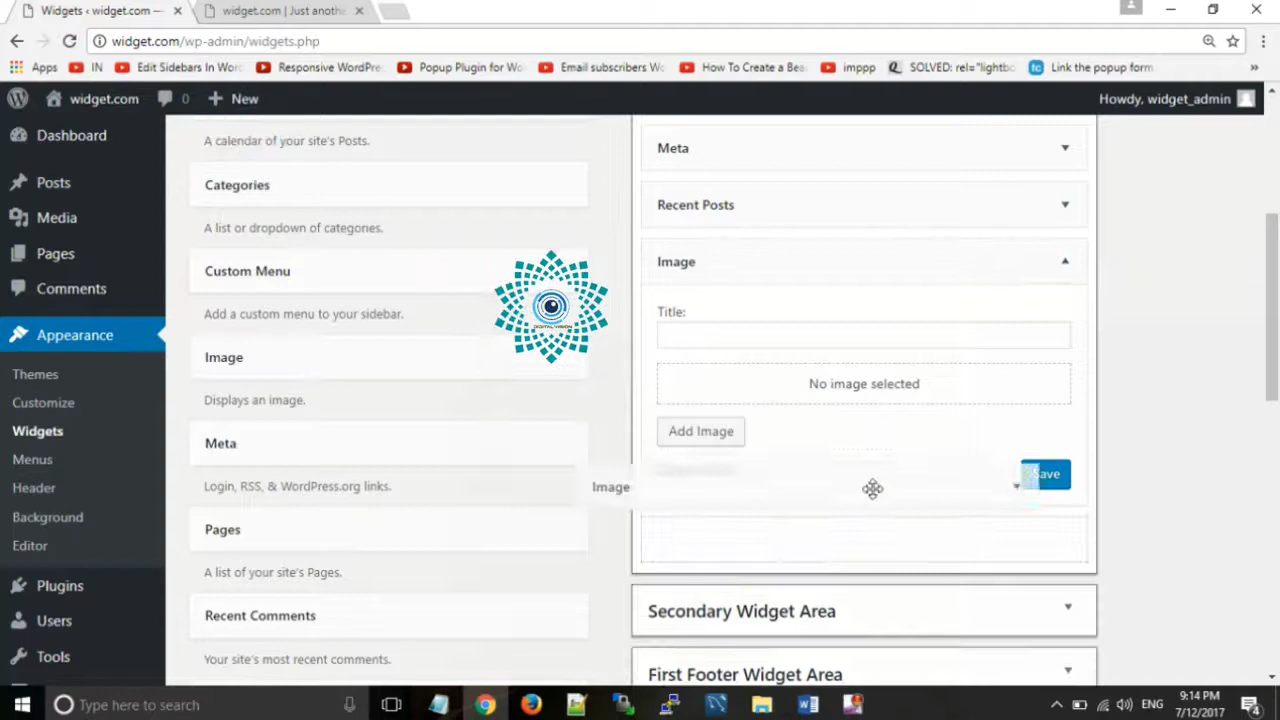 Widgets ‹ widget.com —
widget.com | Just anoth
widget.com/wp-admin/widgets.php
Apps
IN
Edit Sidebars In Wor
Responsive WordPre
Popup Plugin for Wo
Email subscribers Wo
How To Create a Bea
imppp
SOLVED: rel="lightbo
Link the popup form
»
widget.com
0
New
Howdy, widget_admin
Dashboard
Posts
Media
Pages
Comments
Appearance
Themes
Customize
Widgets
Menus
Header
Background
Editor
Plugins
Users
Tools
A calendar of your site's Posts.
Categories
A list or dropdown of categories.
Custom Menu
Add a custom menu to your sidebar.
Image
Displays an image.
Meta
Login, RSS, & WordPress.org links.
Pages
A list of your site's Pages.
Recent Comments
Your site's most recent comments.
DIGITAL VISION
Meta
Recent Posts
Image
Title:
No image selected
Add Image
Save
Image
Secondary Widget Area
First Footer Widget Area
Type here to search
ENG
9:14 PM
7/12/2017
4